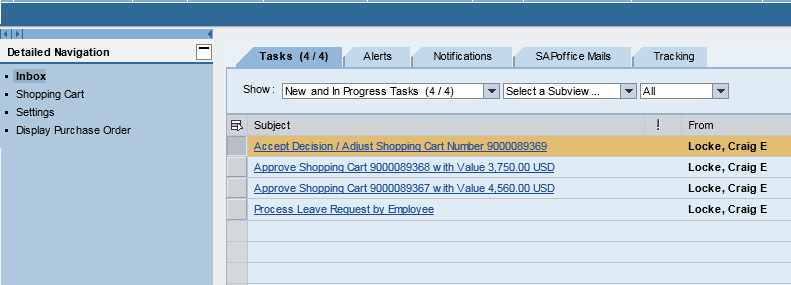 Detailed Navigation
Inbox
Shopping Cart
Settings
Display Purchase Order
Tasks (4 / 4) Alerts Notifications SAPoffice Mails Tracking
Show : New and In Progress Tasks (4 / 4) Select a Subview ... All
Subject ! From
Accept Decision / Adjust Shopping Cart Number 9000089369 Locke, Craig E
Approve Shopping Cart 9000089368 with Value 3,750.00 USD Locke, Craig E
Approve Shopping Cart 9000089367 with Value 4,560.00 USD Locke, Craig E
Process Leave Request by Employee Locke, Craig E